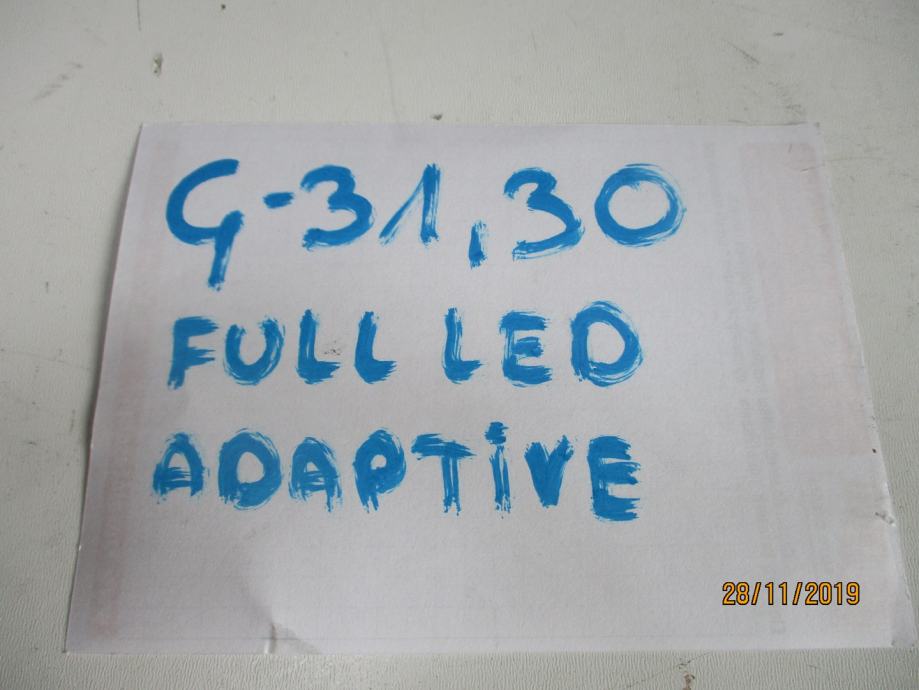 G-31,30
FULL LED
ADAPTiVE
28/11/2019